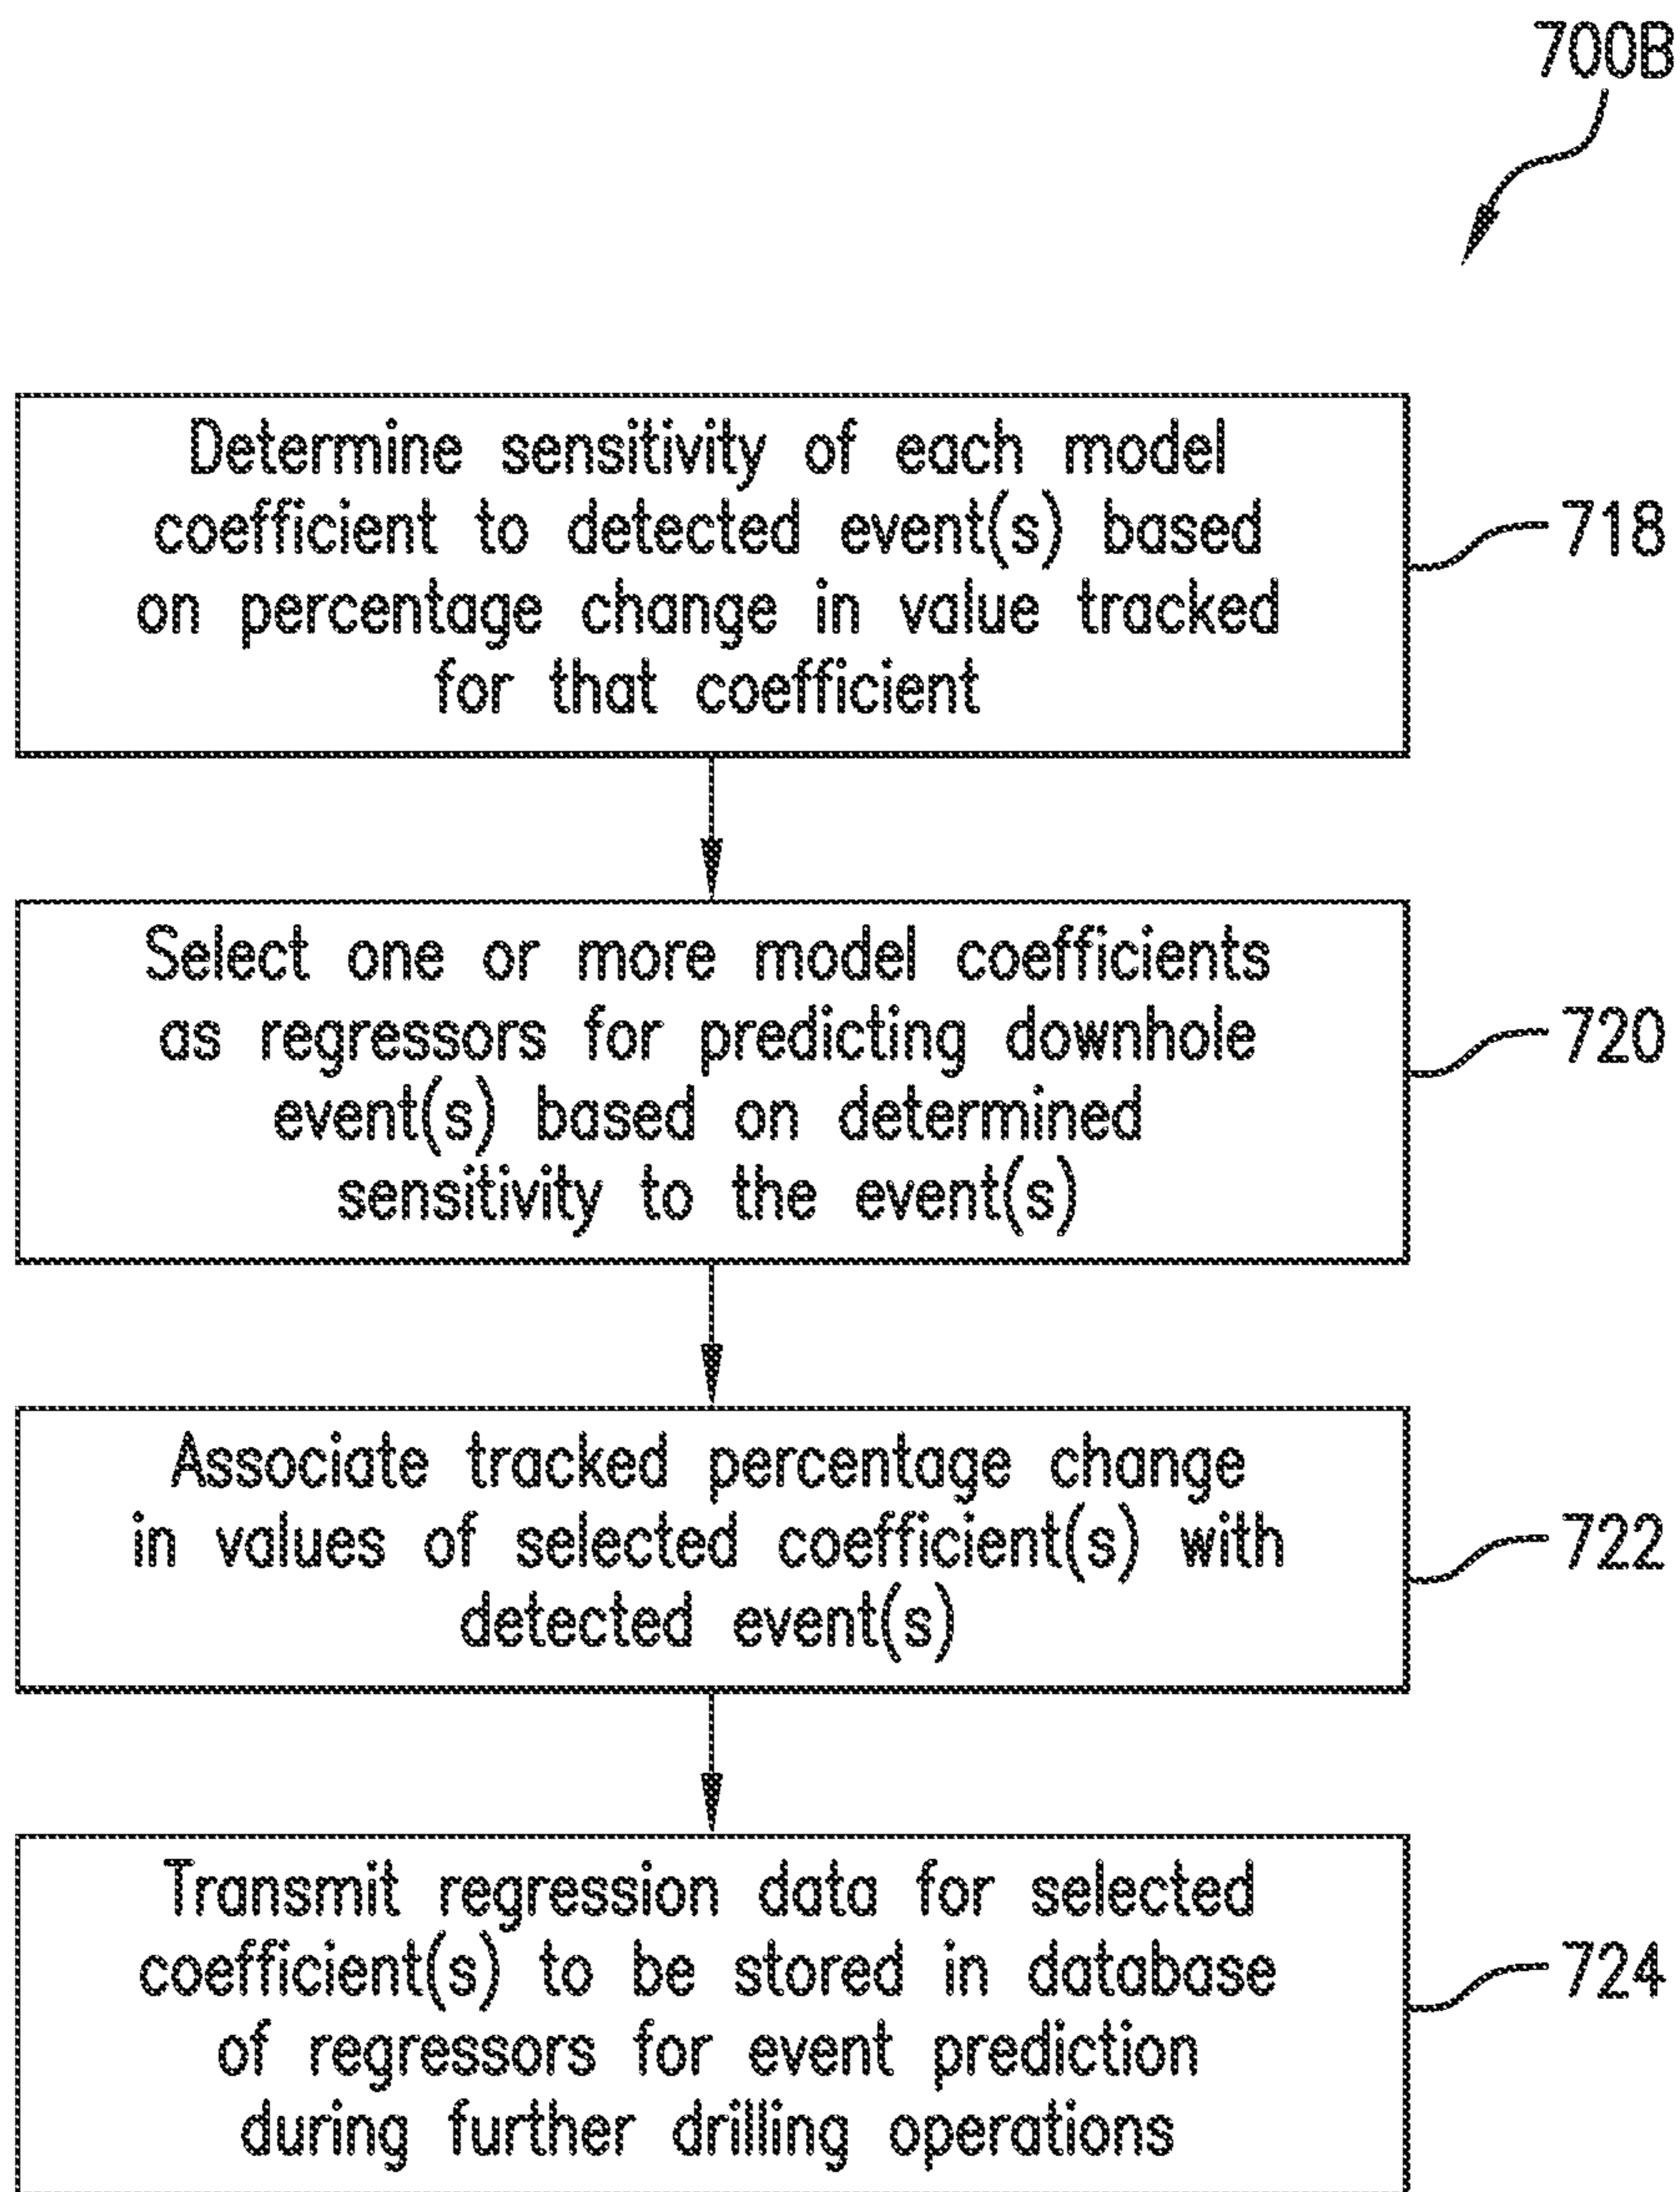 700B
Determine sensitivity of each model
coefficient to detected event(s) based
on percentage change in value tracked
for that coefficient
718
Select one or more model coefficients
as regressors for predicting downhole
event(s) based on determined
sensitivity to the event(s)
720
Associate tracked percentage change
in values of selected coefficient(s) with
detected event(s)
722
Transmit regression data for selected
coefficient(s) to be stored in database
of regressors for event prediction
during further drilling operations
724